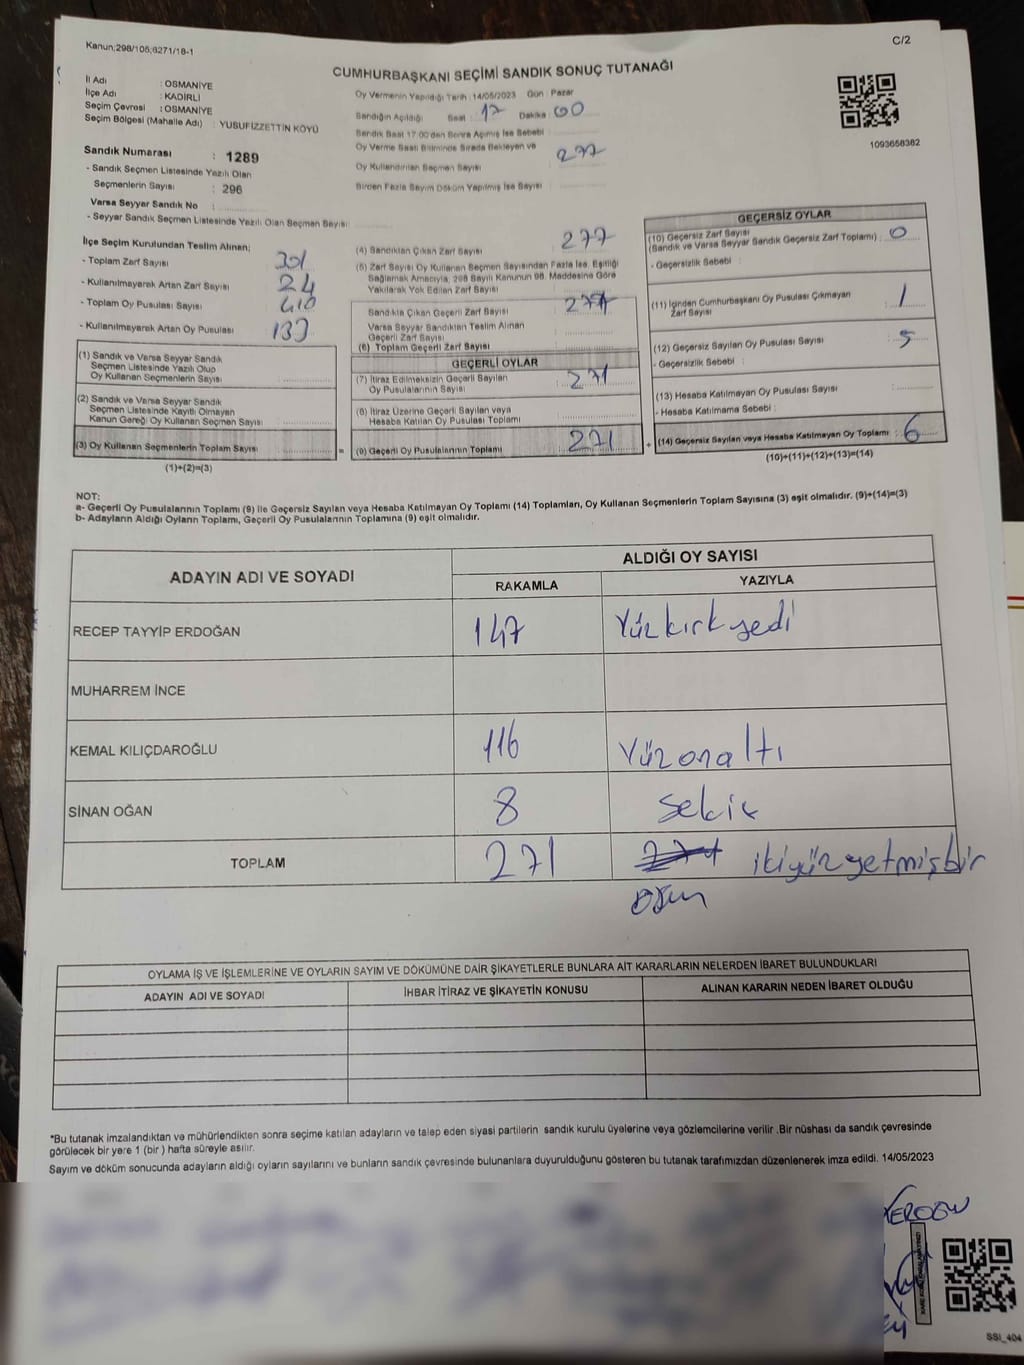 Kanun;298/105;6271/18-1
C/2
CUMHURBAŞKANI SEÇİMİ SANDIK SONUÇ TUTANAĞI
İl Adı : OSMANİYE
İlçe Adı : KADİRLİ
Seçim Çevresi : OSMANİYE
Seçim Bölgesi (Mahalle Adı) : YUSUFİZZETTİN KÖYÜ
Sandık Numarası : 1289
- Sandık Seçmen Listesinde Yazılı Olan
Seçmenlerin Sayısı : 296
Varsa Seyyar Sandık No :
- Seyyar Sandık Seçmen Listesinde Yazılı Olan Seçmen Sayısı :
Oy Vermenin Yapıldığı Tarih : 14/05/2023 Gün : Pazar
Sandığın Açıldığı Saat : 17 Dakika : 00
Sandık Saat 17:00'den Sonra Açılmış İse Sebebi :
Oy Verme Saati Bitiminde Sırada Bekleyen ve
Oy Kullandırılan Seçmen Sayısı : 277
Birden Fazla Sayım Döküm Yapılmış İse Sayısı :
1093658382
İlçe Seçim Kurulundan Teslim Alınan;
- Toplam Zarf Sayısı : 301
- Kullanılmayarak Artan Zarf Sayısı : 24
- Toplam Oy Pusulası Sayısı : 410
- Kullanılmayarak Artan Oy Pusulası : 133
(1) Sandık ve Varsa Seyyar Sandık
Seçmen Listesinde Yazılı Olup
Oy Kullanan Seçmenlerin Sayısı :
(2) Sandık ve Varsa Seyyar Sandık
Seçmen Listesinde Kayıtlı Olmayan
Kanun Gereği Oy Kullanan Seçmen Sayısı :
(3) Oy Kullanan Seçmenlerin Toplam Sayısı :
(1)+(2)=(3)
(4) Sandıktan Çıkan Zarf Sayısı : 277
(5) Zarf Sayısı Oy Kullanan Seçmen Sayısından Fazla İse, Eşitliği
Sağlamak Amacıyla, 298 Sayılı Kanunun 98. Maddesine Göre
Yakılarak Yok Edilen Zarf Sayısı :
Sandıkta Çıkan Geçerli Zarf Sayısı : 277
Varsa Seyyar Sandıktan Teslim Alınan
Geçerli Zarf Sayısı :
(6) Toplam Geçerli Zarf Sayısı :
GEÇERLİ OYLAR
(7) İtiraz Edilmeksizin Geçerli Sayılan
Oy Pusulalarının Sayısı : 271
(8) İtiraz Üzerine Geçerli Sayılan veya
Hesaba Katılan Oy Pusulası Toplamı :
= (9) Geçerli Oy Pusulalarının Toplamı : 271 +
GEÇERSİZ OYLAR
(10) Geçersiz Zarf Sayısı
(Sandık ve Varsa Seyyar Sandık Geçersiz Zarf Toplamı) : 0
- Geçersizlik Sebebi :
(11) İçinden Cumhurbaşkanı Oy Pusulası Çıkmayan
Zarf Sayısı : 1
(12) Geçersiz Sayılan Oy Pusulası Sayısı : 5
- Geçersizlik Sebebi :
(13) Hesaba Katılmayan Oy Pusulası Sayısı :
- Hesaba Katılmama Sebebi :
(14) Geçersiz Sayılan veya Hesaba Katılmayan Oy Toplamı : 6
(10)+(11)+(12)+(13)=(14)
NOT:
a- Geçerli Oy Pusulalarının Toplamı (9) ile Geçersiz Sayılan veya Hesaba Katılmayan Oy Toplamı (14) Toplamları, Oy Kullanan Seçmenlerin Toplam Sayısına (3) eşit olmalıdır. (9)+(14)=(3)
b- Adayların Aldığı Oyların Toplamı, Geçerli Oy Pusulalarının Toplamına (9) eşit olmalıdır.
ADAYIN ADI VE SOYADI
ALDIĞI OY SAYISI
RAKAMLA YAZIYLA
RECEP TAYYİP ERDOĞAN 147 Yüzkırkyedi
MUHARREM İNCE
KEMAL KILIÇDAROĞLU 116 Yüzonaltı
SİNAN OĞAN 8 sekiz
TOPLAM 271 ikiyüzyetmişbir
OYLAMA İŞ VE İŞLEMLERİNE VE OYLARIN SAYIM VE DÖKÜMÜNE DAİR ŞİKAYETLERLE BUNLARA AİT KARARLARIN NELERDEN İBARET BULUNDUKLARI
ADAYIN ADI VE SOYADI İHBAR İTİRAZ VE ŞİKAYETİN KONUSU ALINAN KARARIN NEDEN İBARET OLDUĞU
*Bu tutanak imzalandıktan ve mühürlendikten sonra seçime katılan adayların ve talep eden siyasi partilerin sandık kurulu üyelerine veya gözlemcilerine verilir .Bir nüshası da sandık çevresinde
görülecek bir yere 1 (bir ) hafta süreyle asılır.
Sayım ve döküm sonucunda adayların aldığı oyların sayılarını ve bunların sandık çevresinde bulunanlara duyurulduğunu gösteren bu tutanak tarafımızdan düzenlenerek imza edildi. 14/05/2023
SSİ_404